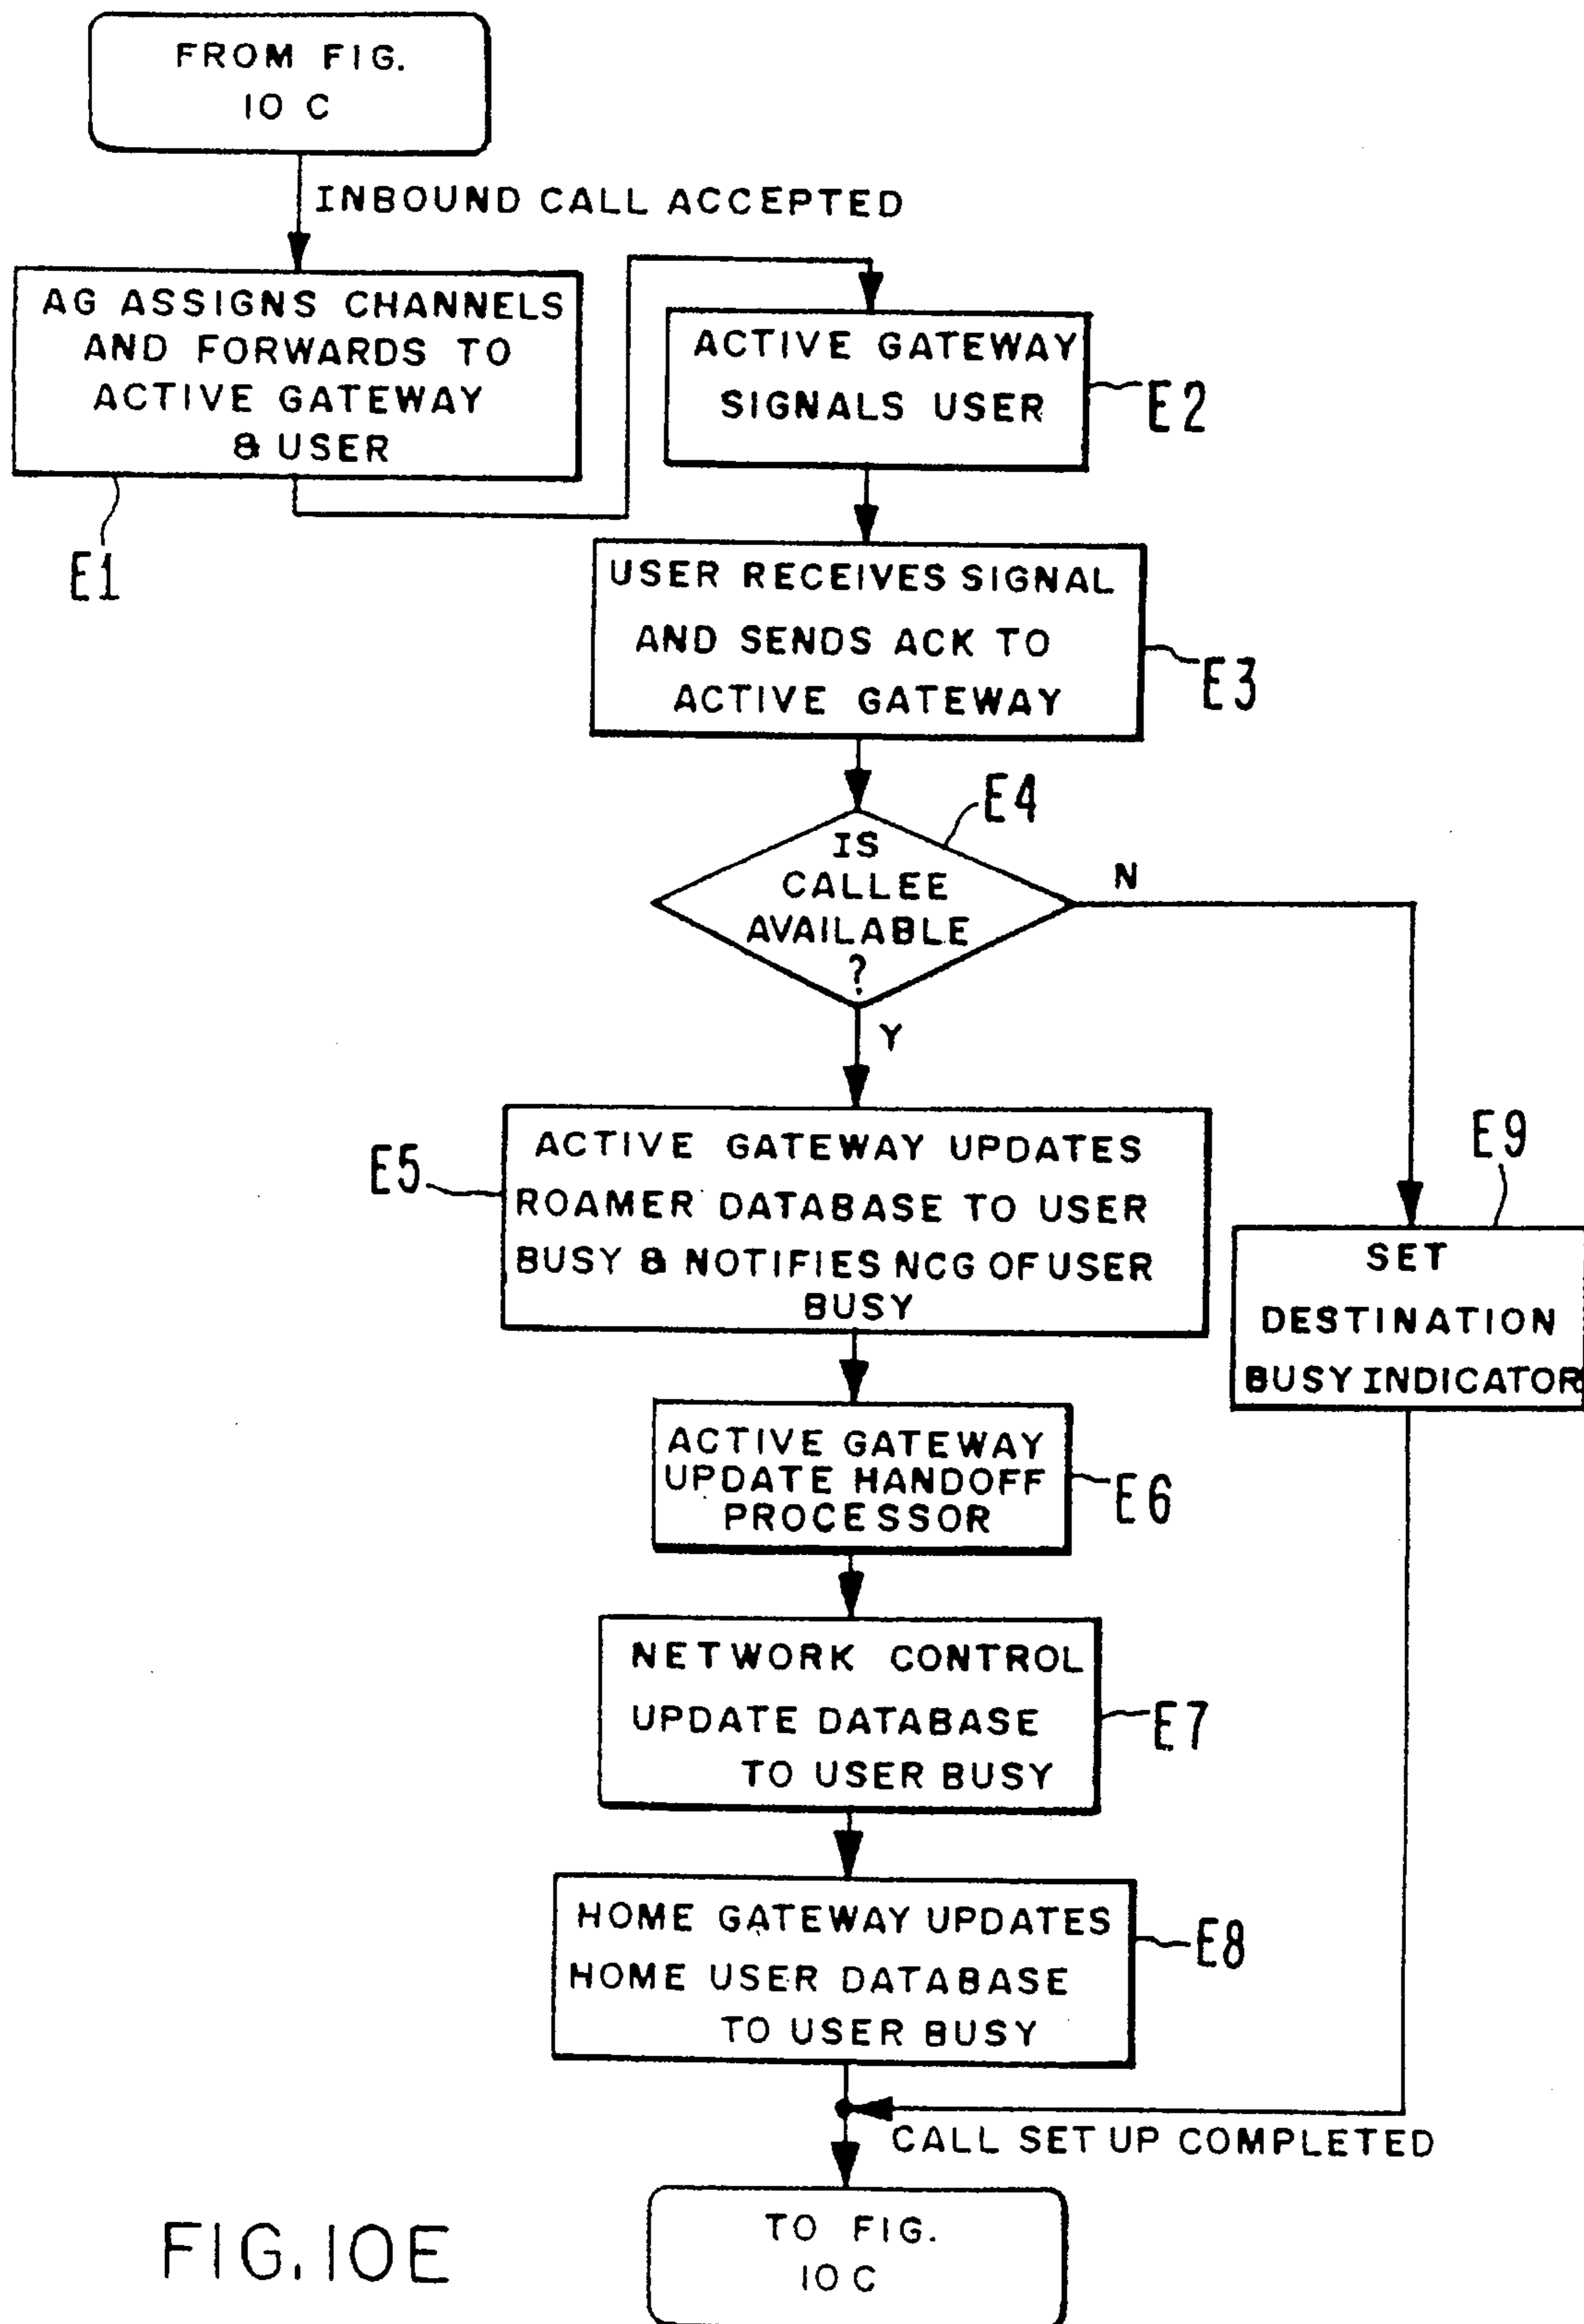 FROM FIG.
10 C
INBOUND CALL ACCEPTED
AG ASSIGNS CHANNELS
AND FORWARDS TO
ACTIVE GATEWAY
& USER
E1
ACTIVE GATEWAY
SIGNALS USER
E2
USER RECEIVES SIGNAL
AND SENDS ACK TO
ACTIVE GATEWAY
E3
E4
IS
CALLEE
AVAILABLE
?
N
Y
E5
ACTIVE GATEWAY UPDATES
ROAMER DATABASE TO USER
BUSY & NOTIFIES NCG OF USER
BUSY
E9
SET
DESTINATION
BUSY INDICATOR
ACTIVE GATEWAY
UPDATE HANDOFF
PROCESSOR
E6
NETWORK CONTROL
UPDATE DATABASE
TO USER BUSY
E7
HOME GATEWAY UPDATES
HOME USER DATABASE
TO USER BUSY
E8
CALL SET UP COMPLETED
TO FIG.
10 C
FIG. 10E